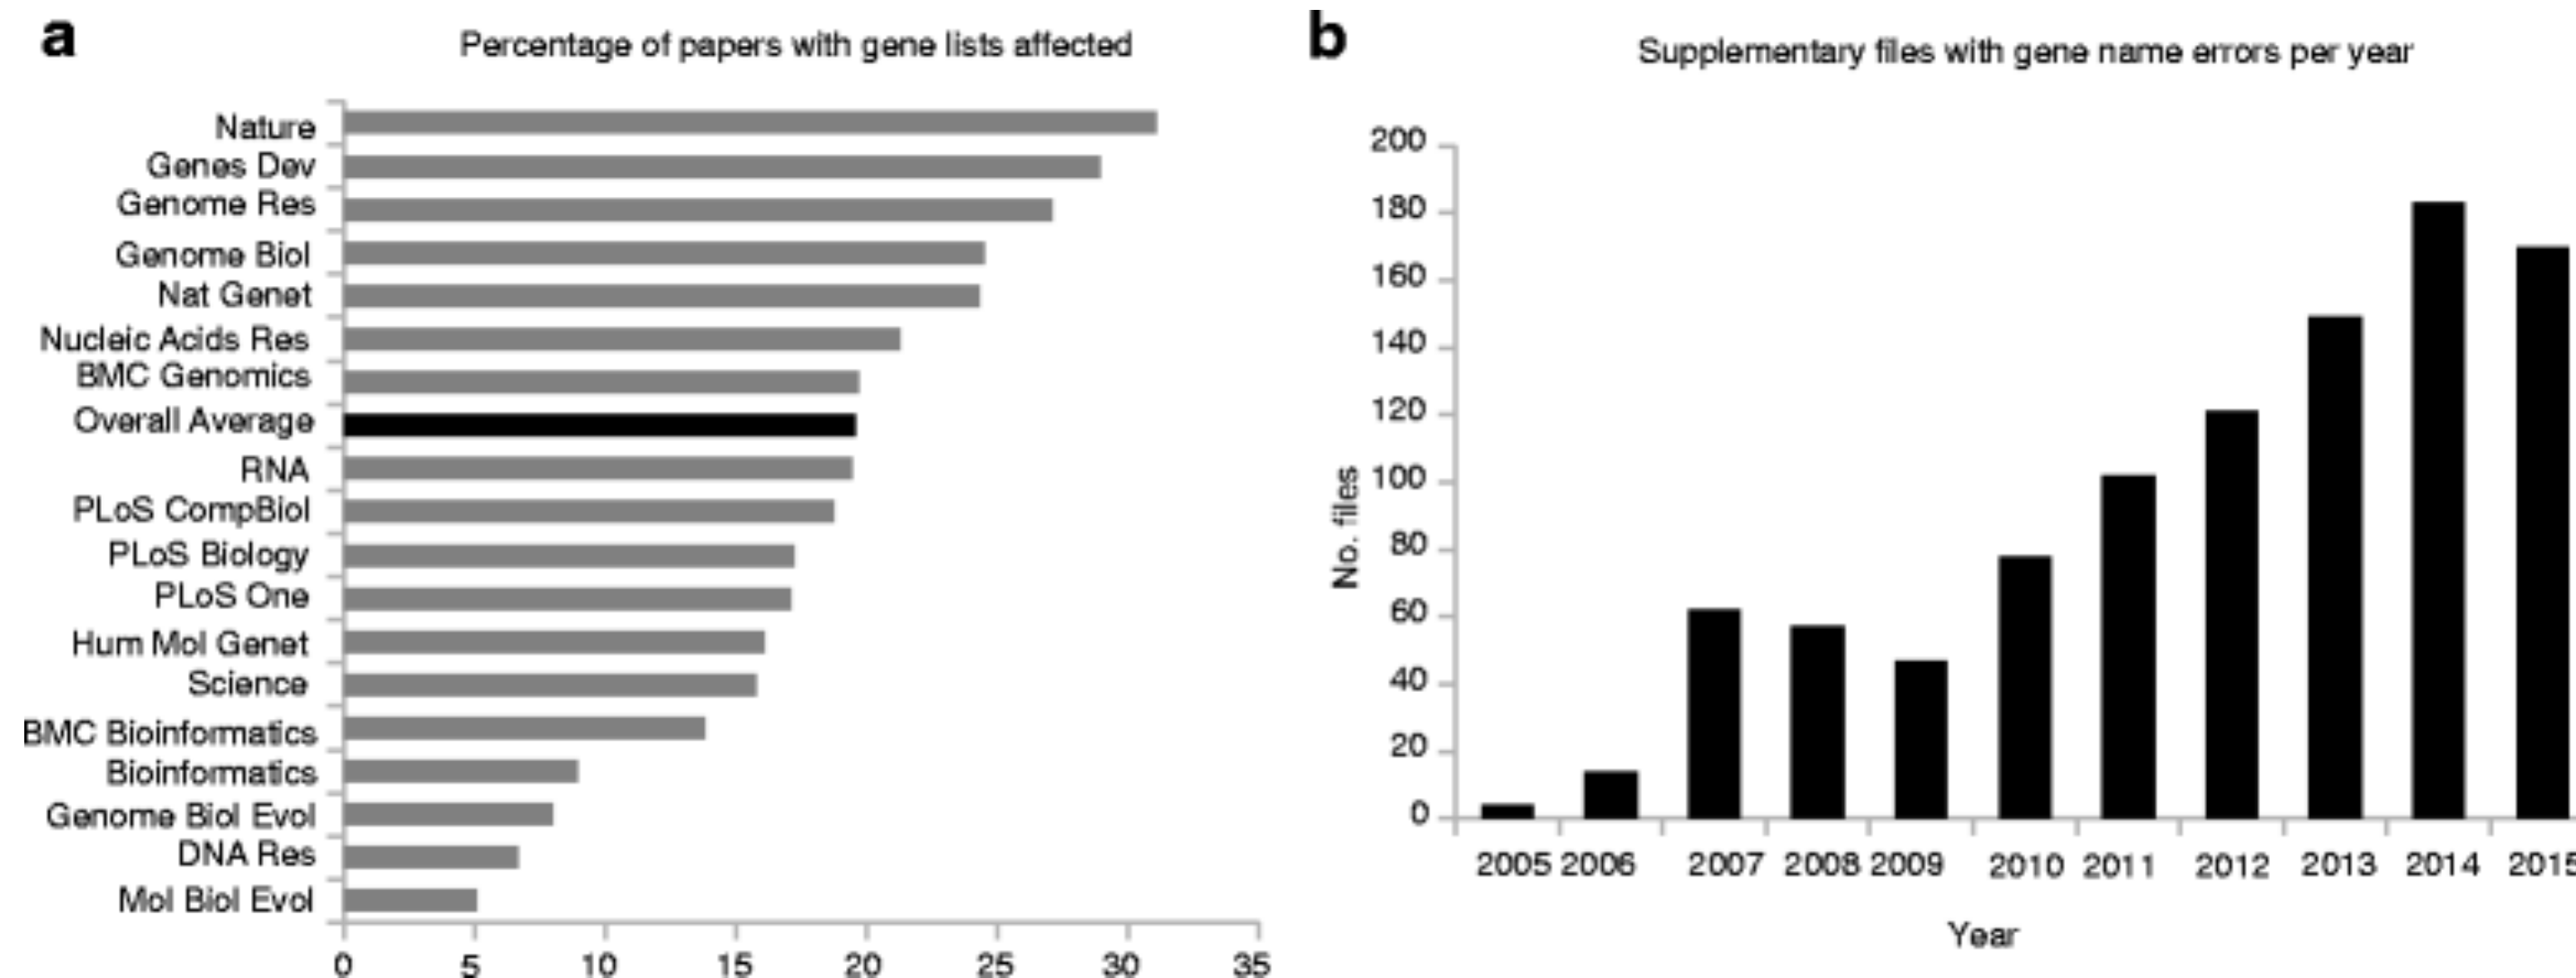 a
Percentage of papers with gene lists affected
Nature
Genes Dev
Genome Res
Genome Biol
Nat Genet
Nucleic Acids Res
BMC Genomics
Overall Average
RNA
PLoS CompBiol
PLoS Biology
PLoS One
Hum Mol Genet
Science
BMC Bioinformatics
Bioinformatics
Genome Biol Evol
DNA Res
Mol Biol Evol
0 5 10 15 20 25 30 35
b
Supplementary files with gene name errors per year
No. files
200
180
160
140
120
100
80
60
40
20
0
2005 2006 2007 2008 2009 2010 2011 2012 2013 2014 2015
Year